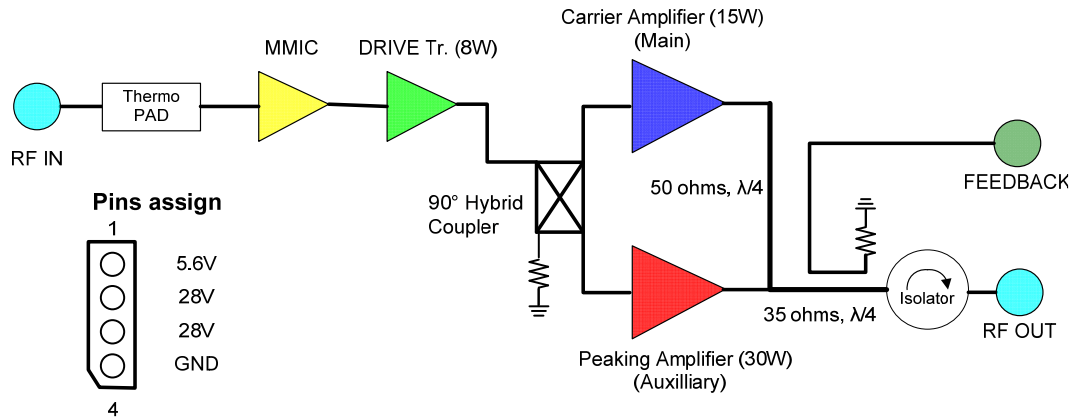 Carrier Amplifier (15W)
(Main)
MMIC
DRIVE Tr. (8W)
Thermo
PAD
RF IN
50 ohms, λ/4
FEEDBACK
90° Hybrid
Coupler
Pins assign
1
5.6V
28V
28V
GND
4
Isolator
35 ohms, λ/4
RF OUT
Peaking Amplifier (30W)
(Auxilliary)